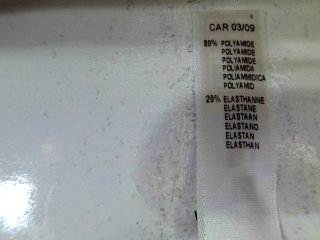 CAR 03/09
80% POLYAMIDE
POLYAMIDE
POLYAMIDE
POLIAMIDA
POLIAMMIDICA
POLYAMID
20% ELASTHANNE
ELASTANE
ELASTAAN
ELASTANO
ELASTAN
ELASTHAN